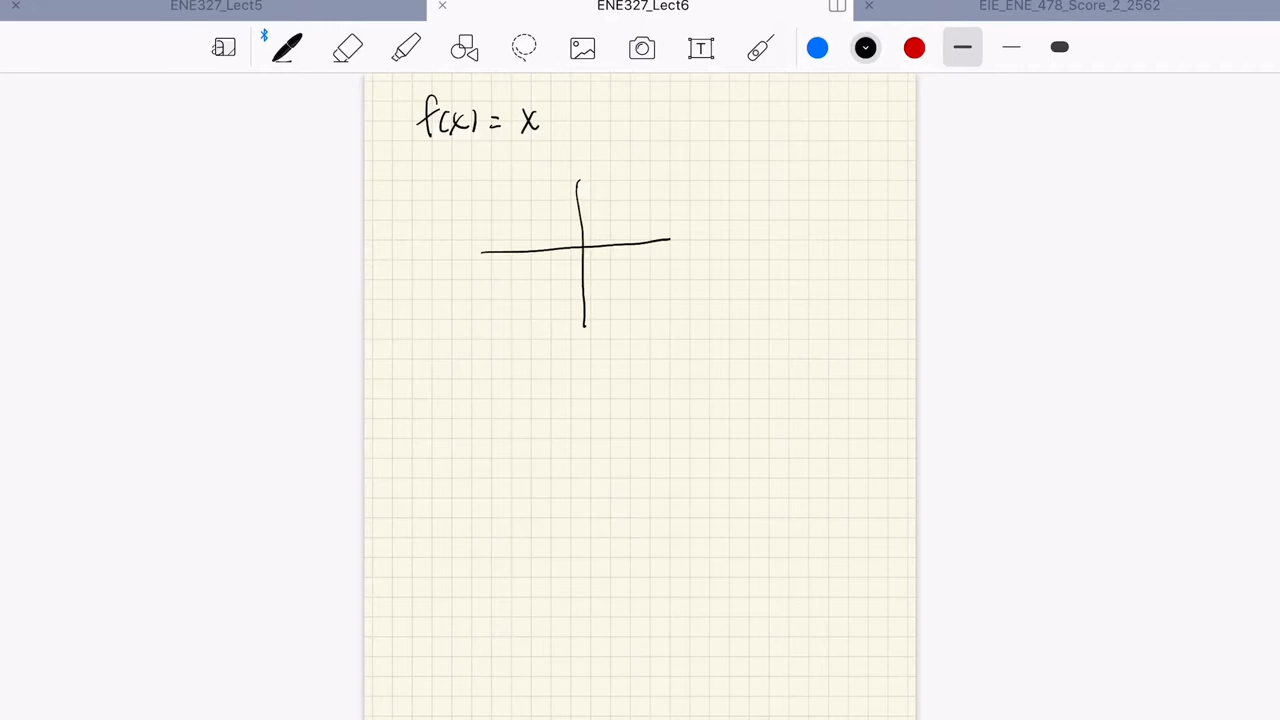 ENE327_Lect5
ENE327_Lect6
EIE_ENE_478_Score_2_2562
T
f(x) = x